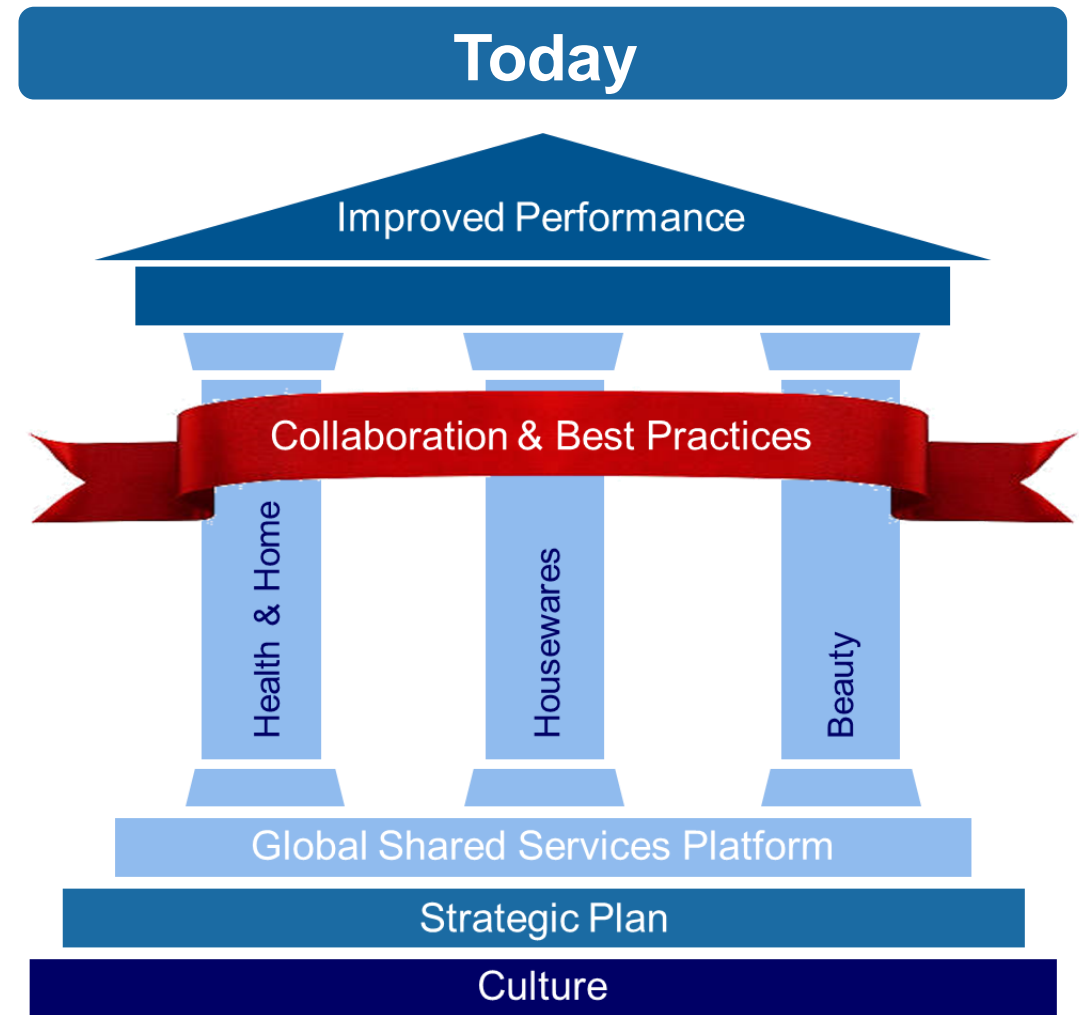 Today
Improved Performance
Collaboration & Best Practices
Health & Home
Housewares
Beauty
Global Shared Services Platform
Strategic Plan
Culture